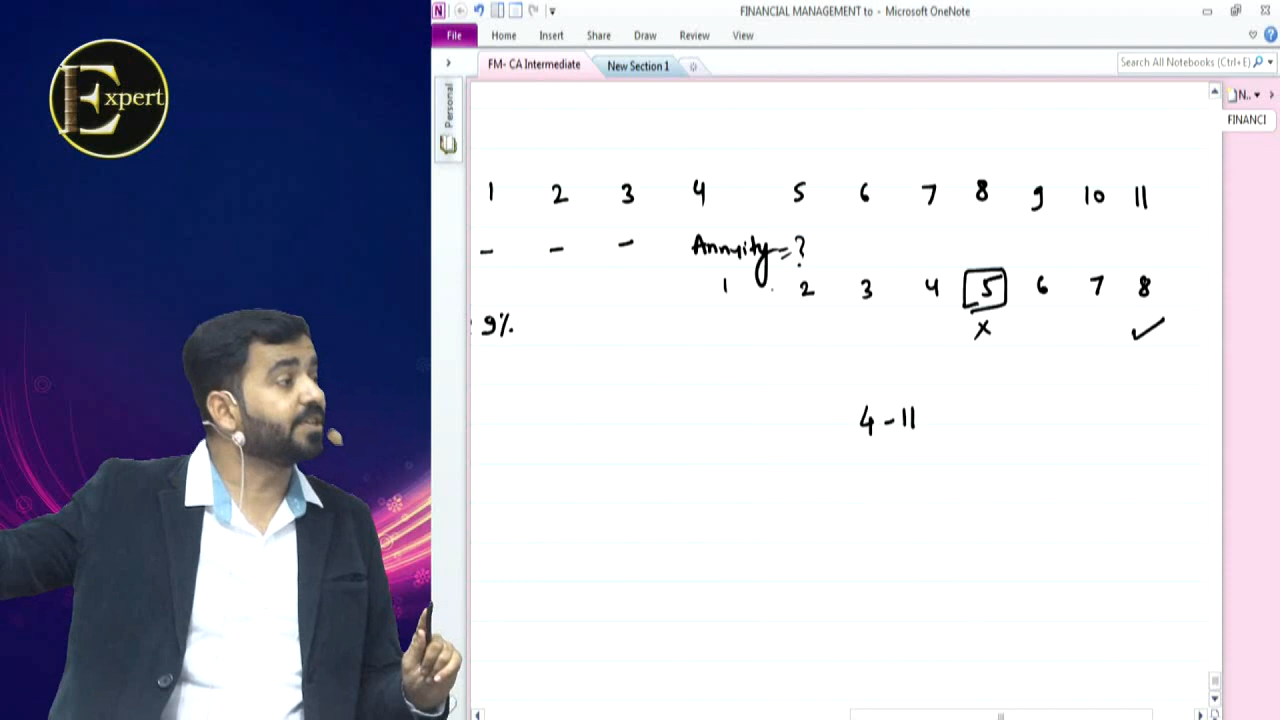 Expert
FINANCIAL MANAGEMENT to - Microsoft OneNote
File Home Insert Share Draw Review View
FM- CA Intermediate New Section 1 Search All Notebooks (Ctrl+E)
Personal
N..
FINANCI
1 2 3 4 5 6 7 8 9 10 11
- - - Annuity = ?
1 2 3 4 5 6 7 8
: 9%. x ✓
4 - 11